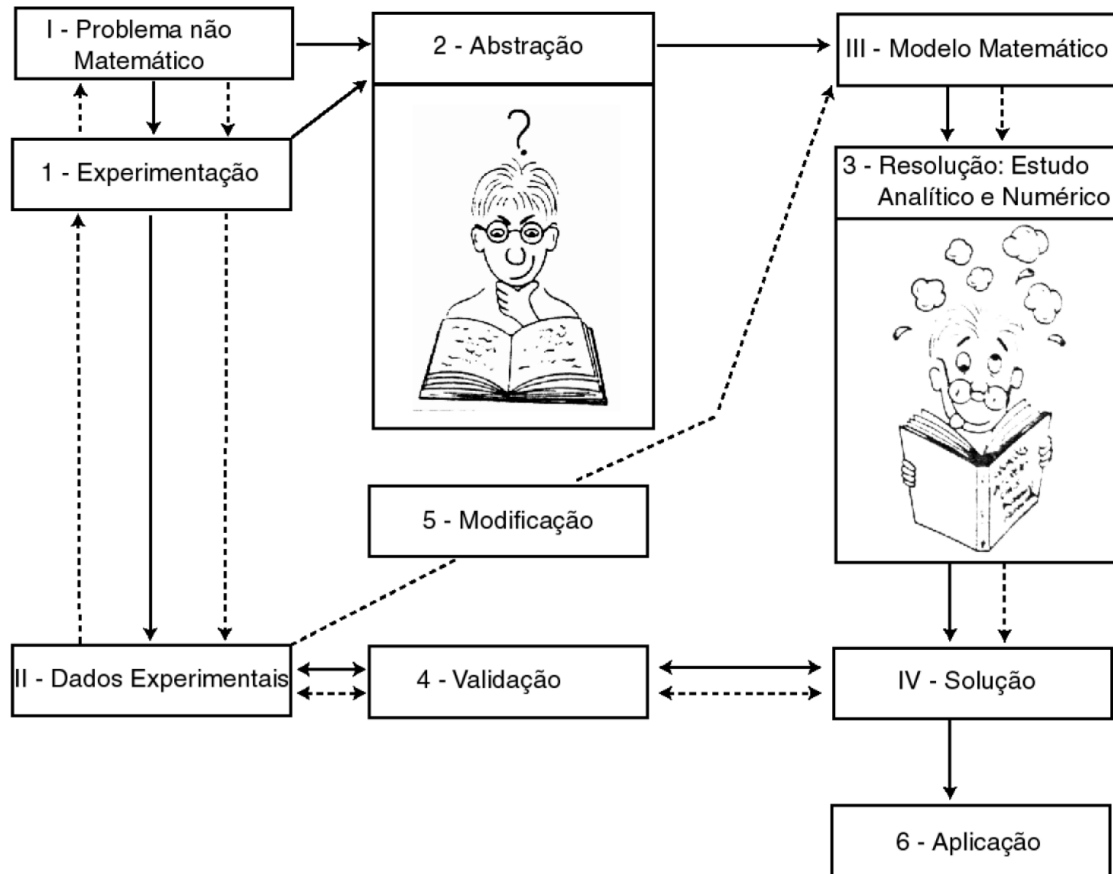 I - Problema não
Matemático
2 - Abstração
III - Modelo Matemático
1 - Experimentação
?
3 - Resolução: Estudo
Analítico e Numérico
5 - Modificação
II - Dados Experimentais
4 - Validação
IV - Solução
6 - Aplicação